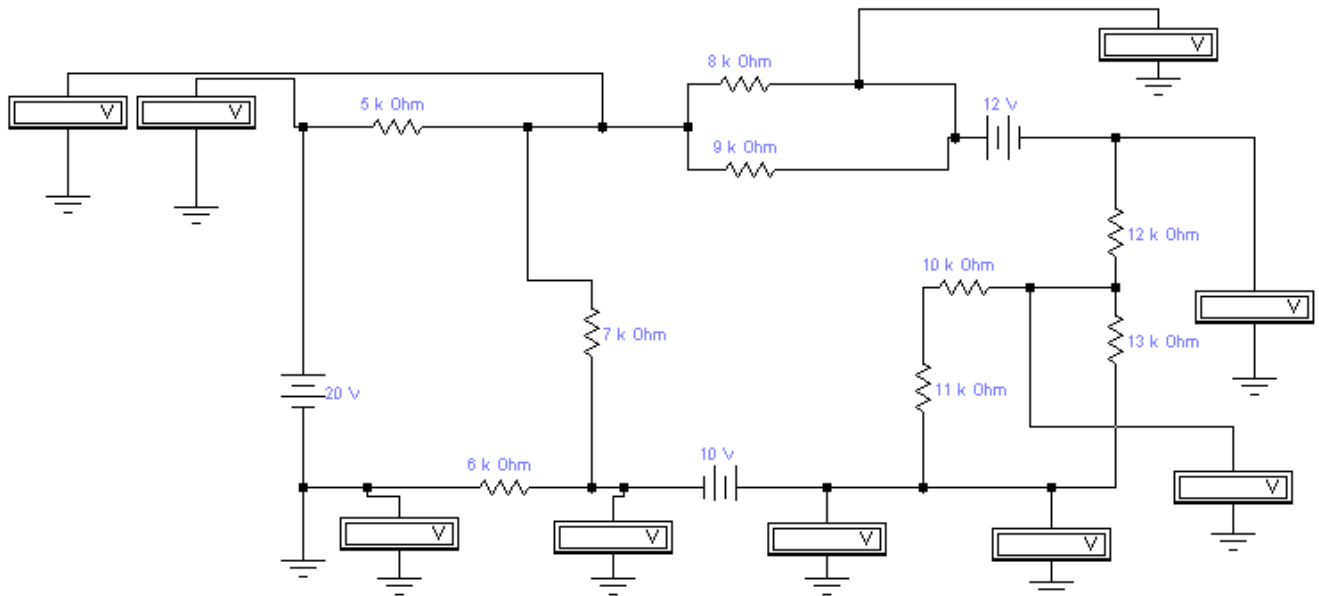 V
8 k Ohm
V
V
5 k Ohm
12 V
9 k Ohm
12 k Ohm
10 k Ohm
V
7 k Ohm
13 k Ohm
20 V
11 k Ohm
6 k Ohm
10 V
V
V
V
V
V